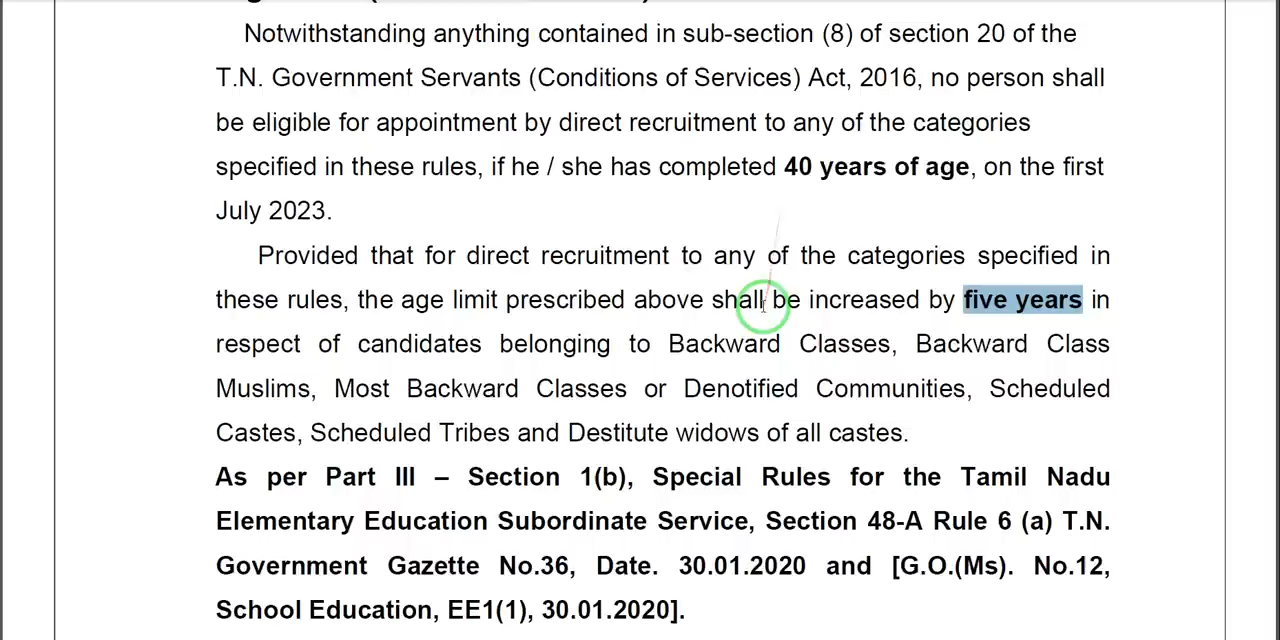 Notwithstanding anything contained in sub-section (8) of section 20 of the
T.N. Government Servants (Conditions of Services) Act, 2016, no person shall
be eligible for appointment by direct recruitment to any of the categories
specified in these rules, if he / she has completed 40 years of age, on the first
July 2023.
Provided that for direct recruitment to any of the categories specified in
these rules, the age limit prescribed above shall be increased by five years in
respect of candidates belonging to Backward Classes, Backward Class
Muslims, Most Backward Classes or Denotified Communities, Scheduled
Castes, Scheduled Tribes and Destitute widows of all castes.
As per Part III – Section 1(b), Special Rules for the Tamil Nadu
Elementary Education Subordinate Service, Section 48-A Rule 6 (a) T.N.
Government Gazette No.36, Date. 30.01.2020 and [G.O.(Ms). No.12,
School Education, EE1(1), 30.01.2020].